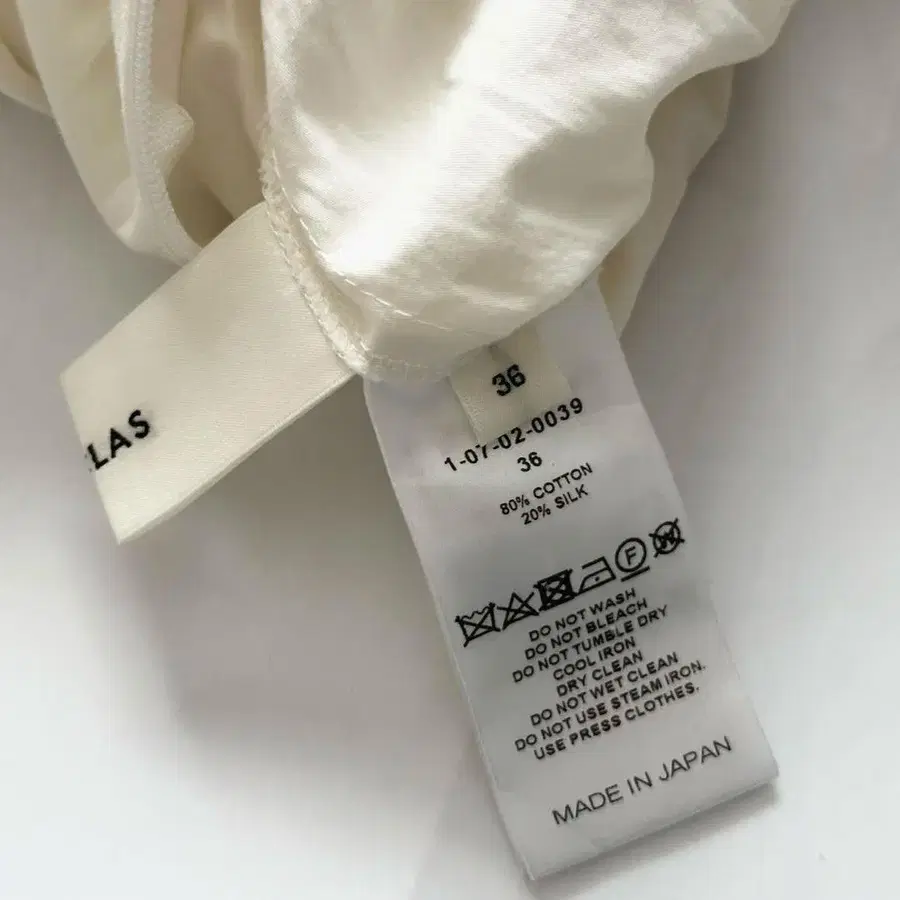 LAS
36
1-07-02-0039
36
80% COTTON
20% SILK
F
W
DO NOT WASH
DO NOT BLEACH
DO NOT TUMBLE DRY
COOL IRON
DRY CLEAN
DO NOT WET CLEAN
DO NOT USE STEAM IRON.
USE PRESS CLOTHES.
MADE IN JAPAN